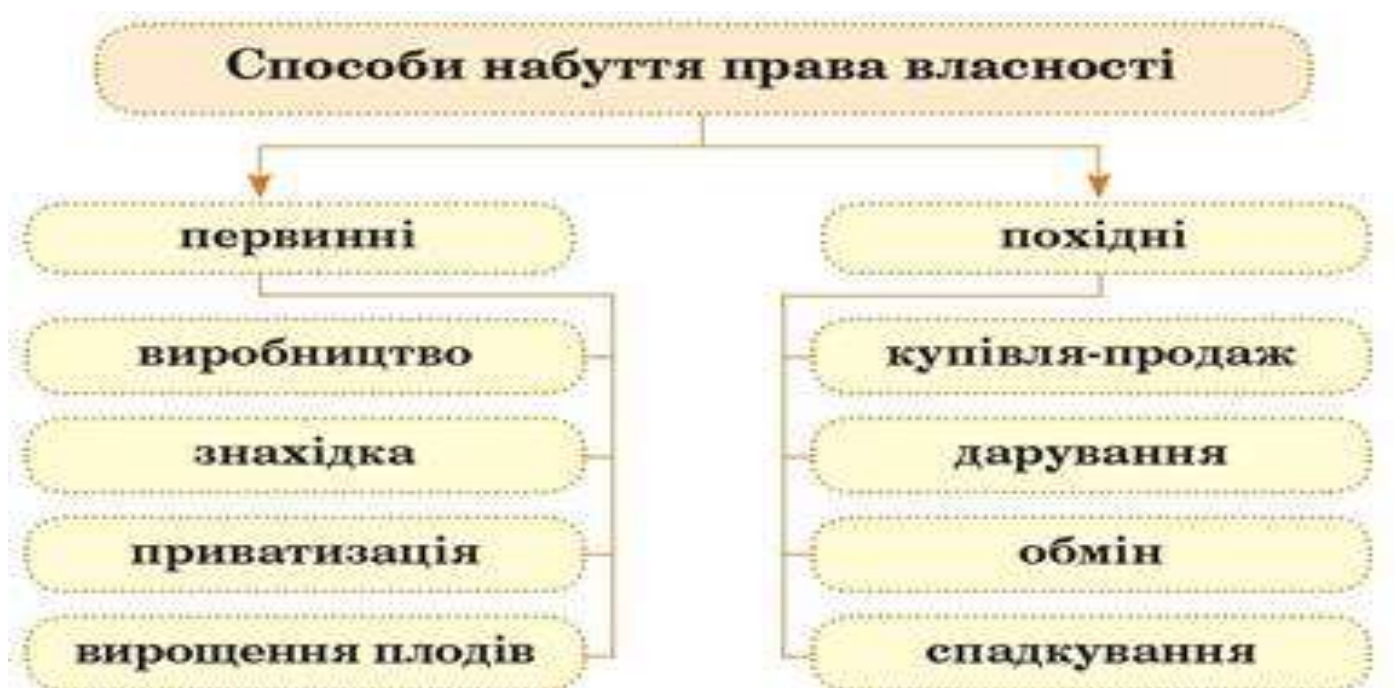 Способи набуття права власності
первинні
виробництво
знахідка
приватизація
вирощення плодів
похідні
купівля-продаж
дарування
обмін
спадкування